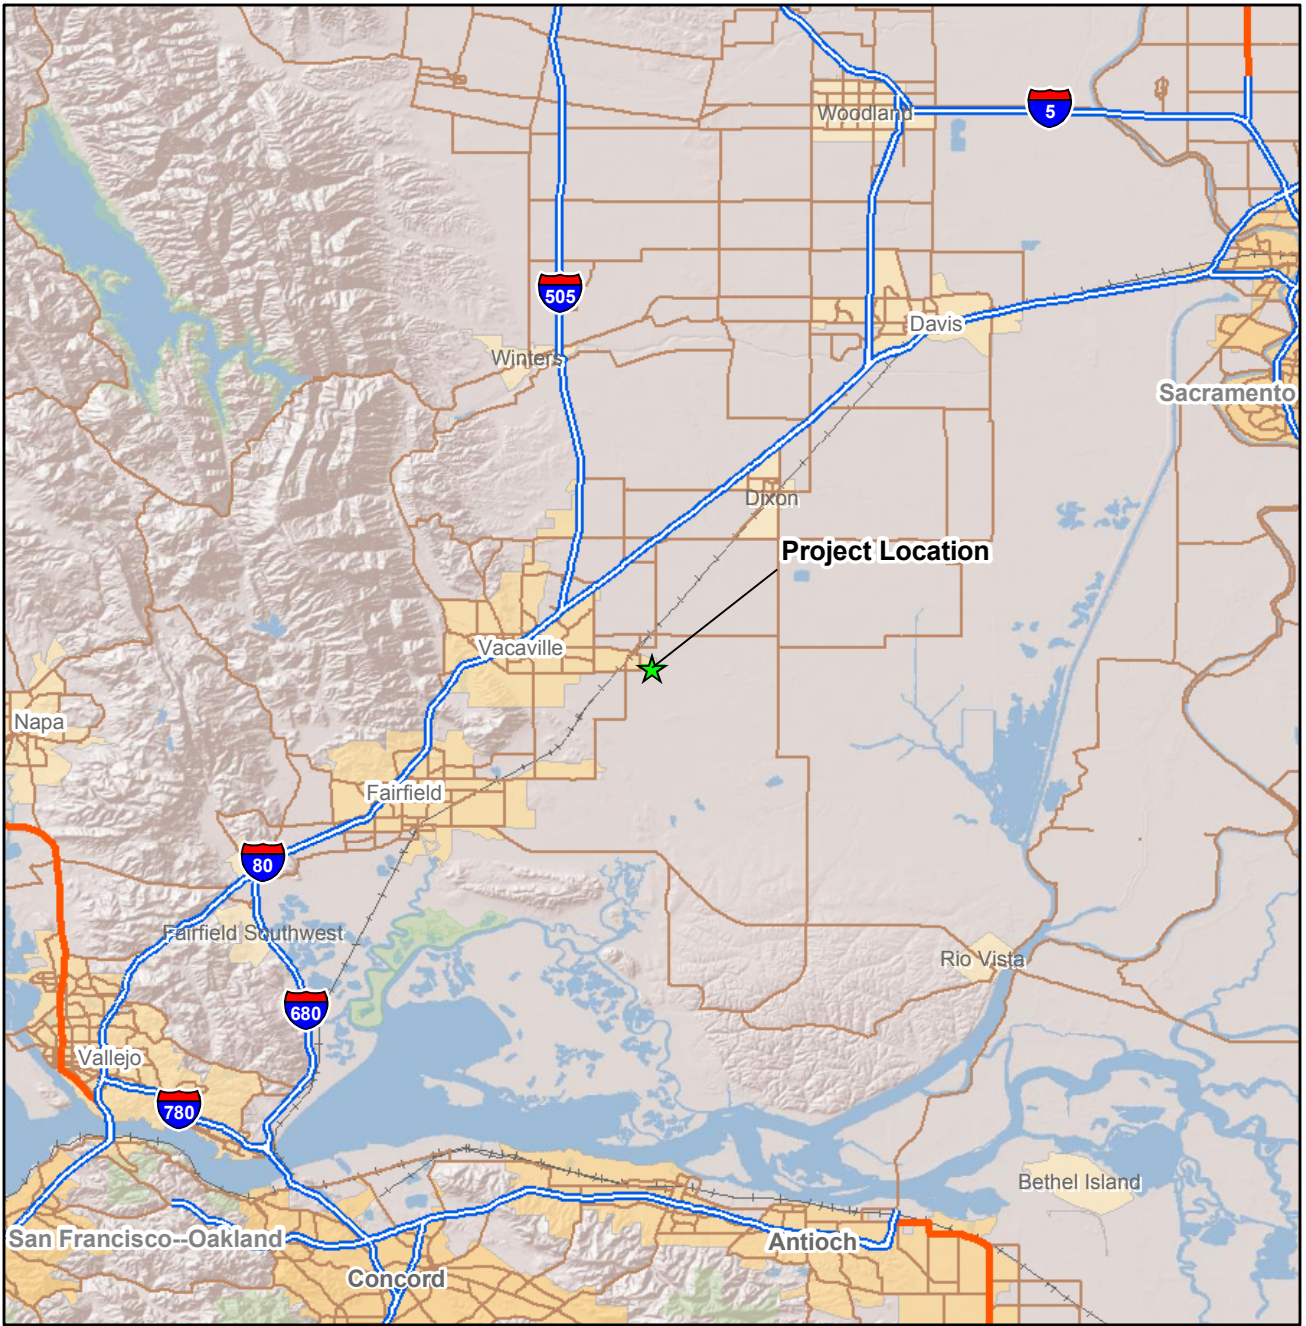 Woodland
5
505
Davis
Winters
Sacramento
Dixon
Project Location
Vacaville
Napa
Fairfield
80
Fairfield Southwest
Rio Vista
680
Vallejo
780
Bethel Island
San Francisco--Oakland
Antioch
Concord